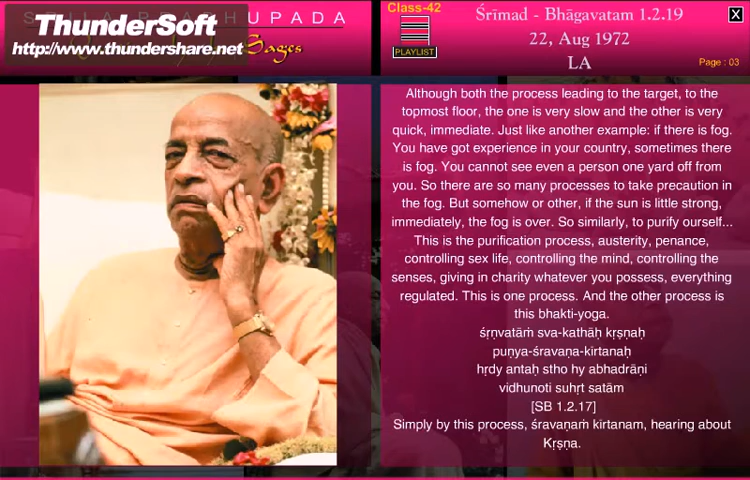 SRILA PRABHUPADA
ThunderSoft
http://www.thundershare.net
Sages
Class-42
PLAYLIST
Śrīmad - Bhāgavatam 1.2.19
22, Aug 1972
LA
X
Page : 03
Although both the process leading to the target, to the
topmost floor, the one is very slow and the other is very
quick, immediate. Just like another example: if there is fog.
You have got experience in your country, sometimes there
is fog. You cannot see even a person one yard off from
you. So there are so many processes to take precaution in
the fog. But somehow or other, if the sun is little strong,
immediately, the fog is over. So similarly, to purify ourself...
This is the purification process, austerity, penance,
controlling sex life, controlling the mind, controlling the
senses, giving in charity whatever you possess, everything
regulated. This is one process. And the other process is
this bhakti-yoga.
śṛṇvatāṁ sva-kathāḥ kṛṣṇaḥ
puṇya-śravaṇa-kirtanaḥ
hṛdy antaḥ stho hy abhadrāṇi
vidhunoti suhṛt satām
[SB 1.2.17]
Simply by this process, śravaṇaṁ kirtanam, hearing about
Kṛṣṇa.